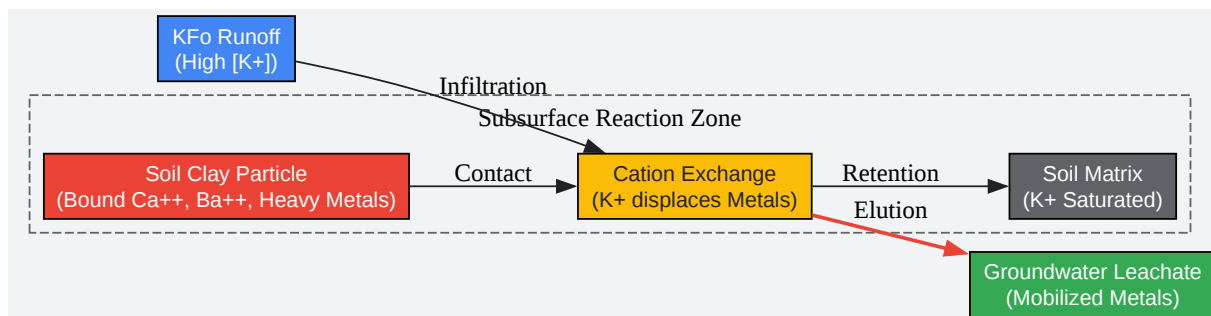 KFo Runoff
(High [K+])
Infiltration
Subsurface Reaction Zone
Soil Clay Particle
(Bound Ca++, Ba++, Heavy Metals)
Contact
Cation Exchange
(K+ displaces Metals)
Retention
Soil Matrix
(K+ Saturated)
Elution
Groundwater Leachate
(Mobilized Metals)